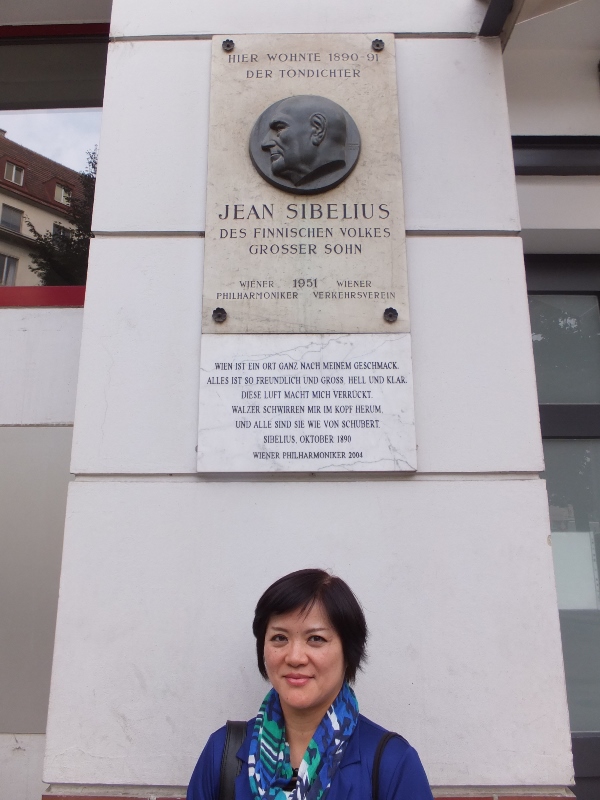 HIER WOHNTE 1890-91
DER TONDICHTER
JEAN SIBELIUS
DES FINNISCHEN VOLKES
GROSSER SOHN
WIENER 1951 WIENER
PHILHARMONIKER VERKEHRSVEREIN
WIEN IST EIN ORT GANZ NACH MEINEM GESCHMACK.
ALLES IST SO FREUNDLICH UND GROSS, HELL UND KLAR.
DIESE LUFT MACHT MICH VERRÜCKT.
WALZER SCHWIRREN MIR IM KOPF HERUM,
UND ALLE SIND SIE WIE VON SCHUBERT.
SIBELIUS, OKTOBER 1890
WIENER PHILHARMONIKER 2004